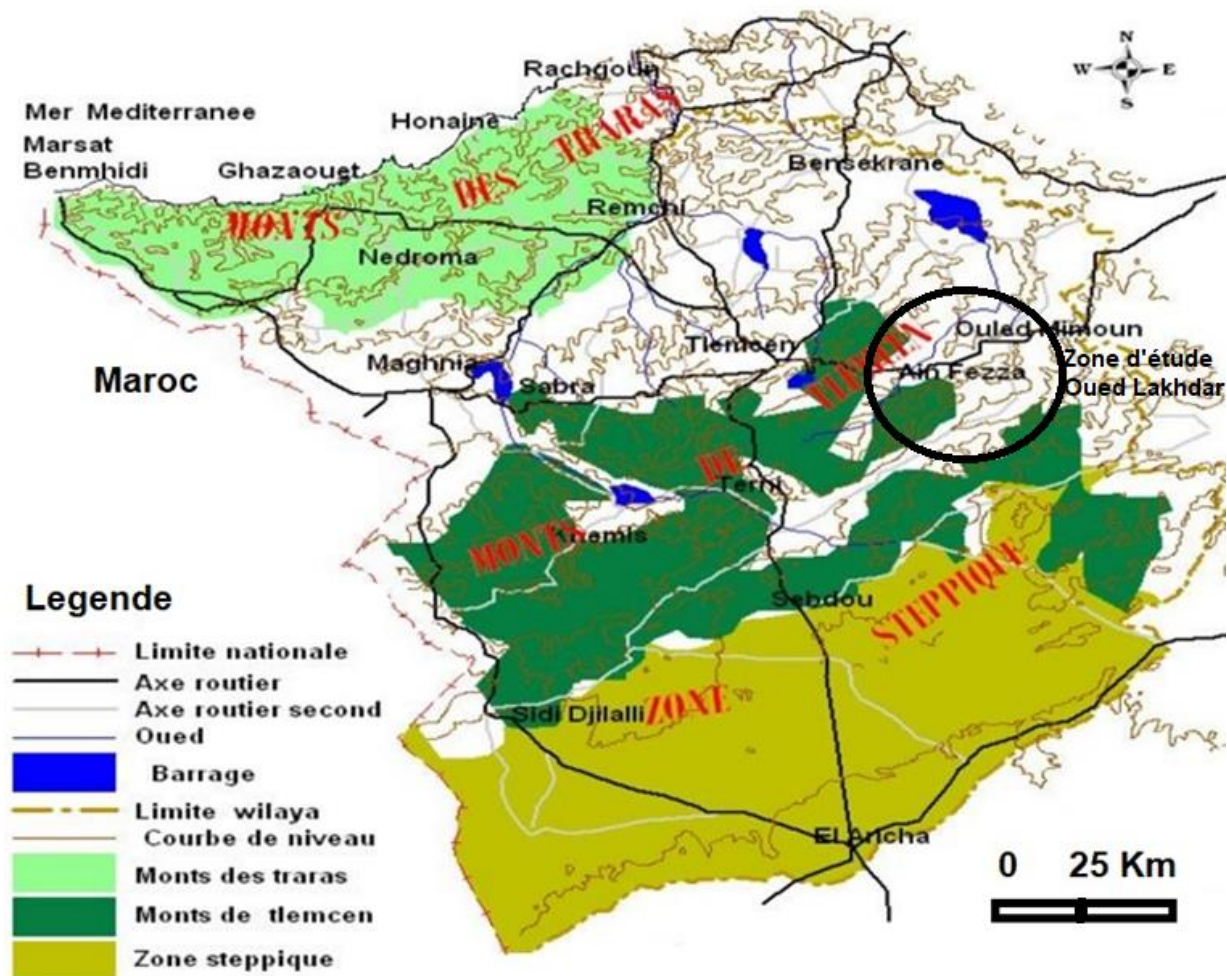 N
W E
S
Rachgoun
Mer Mediterranee
Honaine
TRARAS
Marsat
Benmhidi
Ghazaouet
DES
Bensekrane
MONTS
Remchi
Nedroma
Ouled Mimoun
Tlemcen
TLEMCEN
Zone d'étude
Maghnia
Ain Fezza
Oued Lakhdar
Maroc
Sabra
DE
Terni
MONTS
Khemis
STEPPIQUE
Sebdou
ZONE
Sidi Djilalli
El Aricha
Legende
Limite nationale
Axe routier
Axe routier second
Oued
Barrage
Limite wilaya
Courbe de niveau
Monts des traras
Monts de tlemcen
Zone steppique
0 25 Km